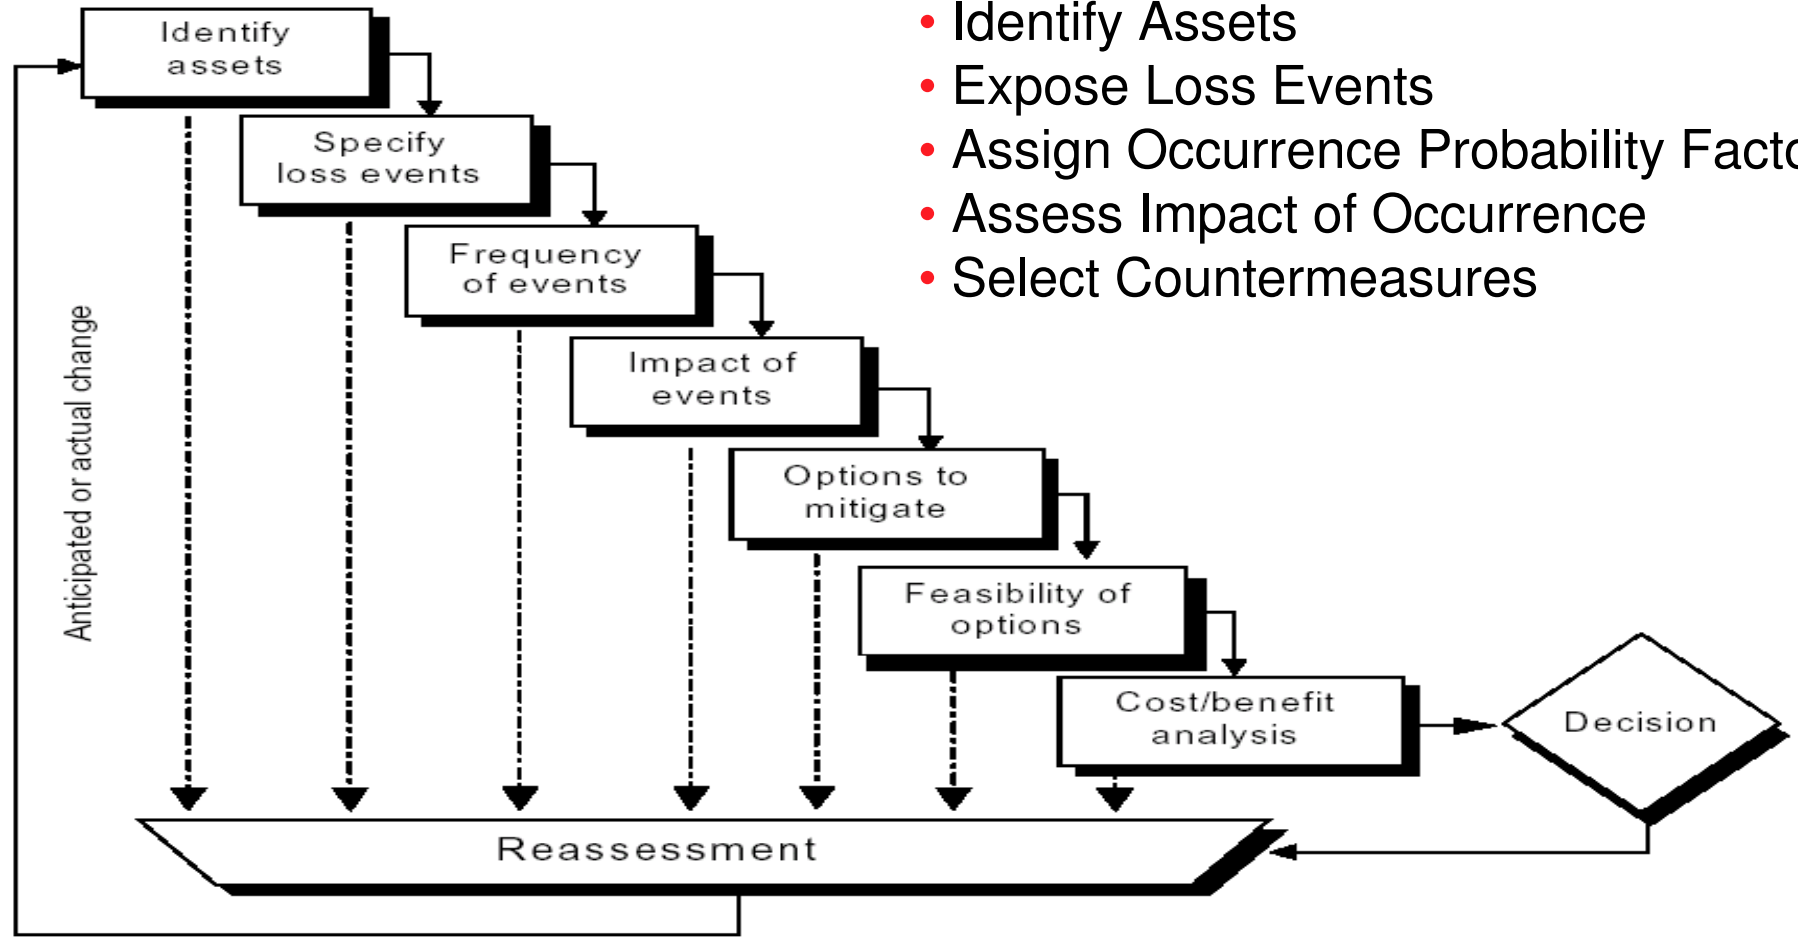 Identify
assets
Specify
loss events
Frequency
of events
Impact of
events
Options to
mitigate
Feasibility of
options
Cost/benefit
analysis
Decision
Reassessment
Anticipated or actual change
• Identify Assets
• Expose Loss Events
• Assign Occurrence Probability
• Assess Impact of Occurrence
• Select Countermeasures